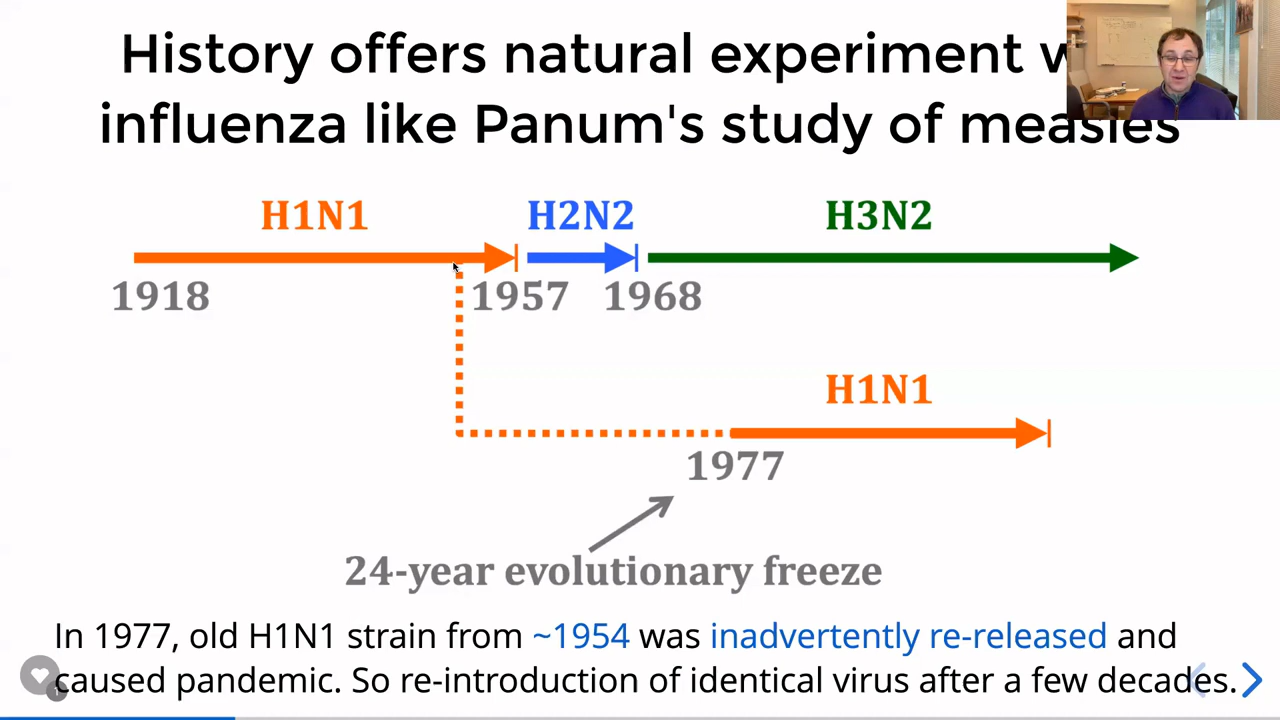 History offers natural experiment w
influenza like Panum's study of measles
H1N1 H2N2 H3N2
1918 1957 1968
H1N1
1977
24-year evolutionary freeze
In 1977, old H1N1 strain from ~1954 was inadvertently re-released and
caused pandemic. So re-introduction of identical virus after a few decades.